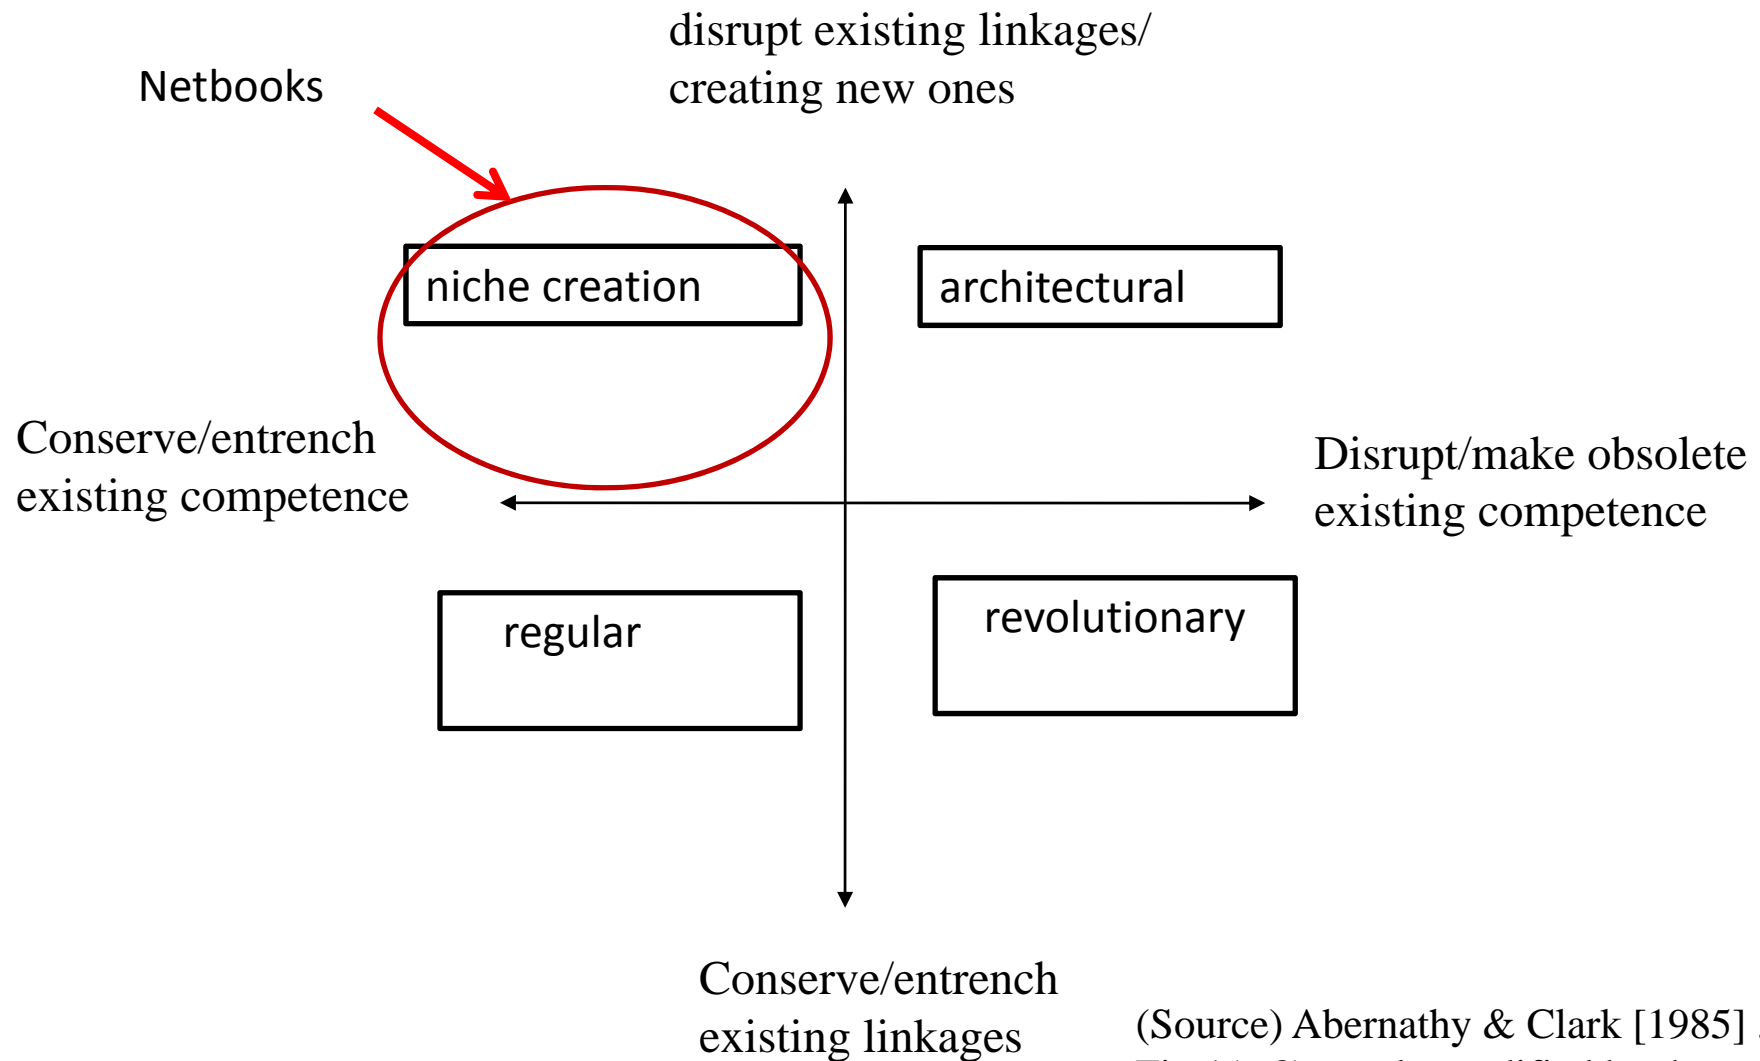 disrupt existing linkages/
creating new ones
Netbooks
niche creation
architectural
Conserve/entrench
existing competence
Disrupt/make obsolete
existing competence
regular
revolutionary
Conserve/entrench
existing linkages
(Source) Abernathy & Clark [1985]